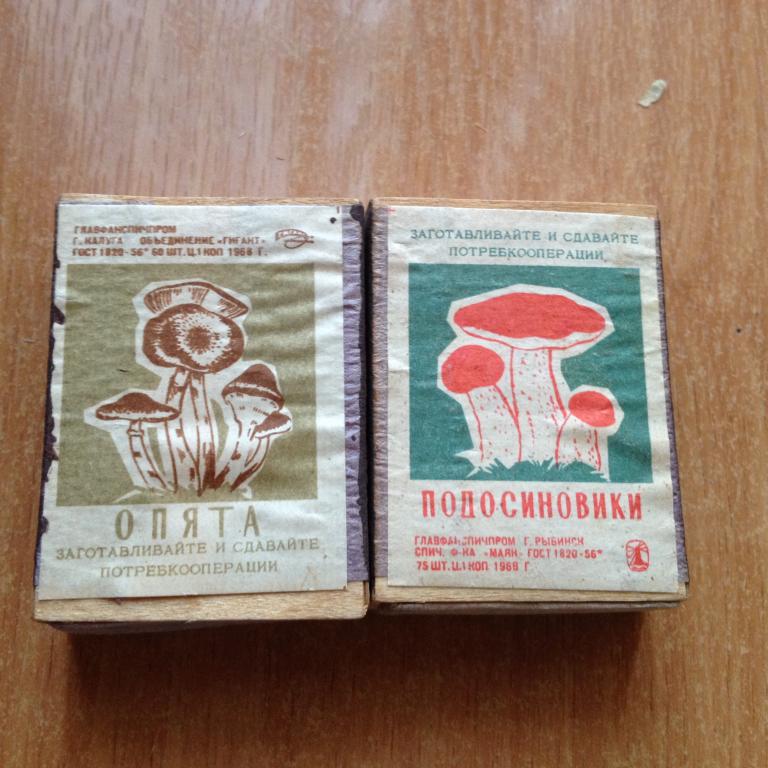 ГЛАВФАНСПИЧПРОМ
Г. КАЛУГА ОБЪЕДИНЕНИЕ «ГИГАНТ»
ГОСТ 1820-56* 60 ШТ. Ц.1 КОП 1968 Г.
ОПЯТА
ЗАГОТАВЛИВАЙТЕ И СДАВАЙТЕ
ПОТРЕБКООПЕРАЦИИ
ЗАГОТАВЛИВАЙТЕ И СДАВАЙТЕ
ПОТРЕБКООПЕРАЦИИ
ПОДОСИНОВИКИ
ГЛАВФАНСПИЧПРОМ Г. РЫБИНСК
СПИЧ. Ф-КА «МАЯК» ГОСТ 1820-56*
75 ШТ. Ц.1 КОП 1968 Г.